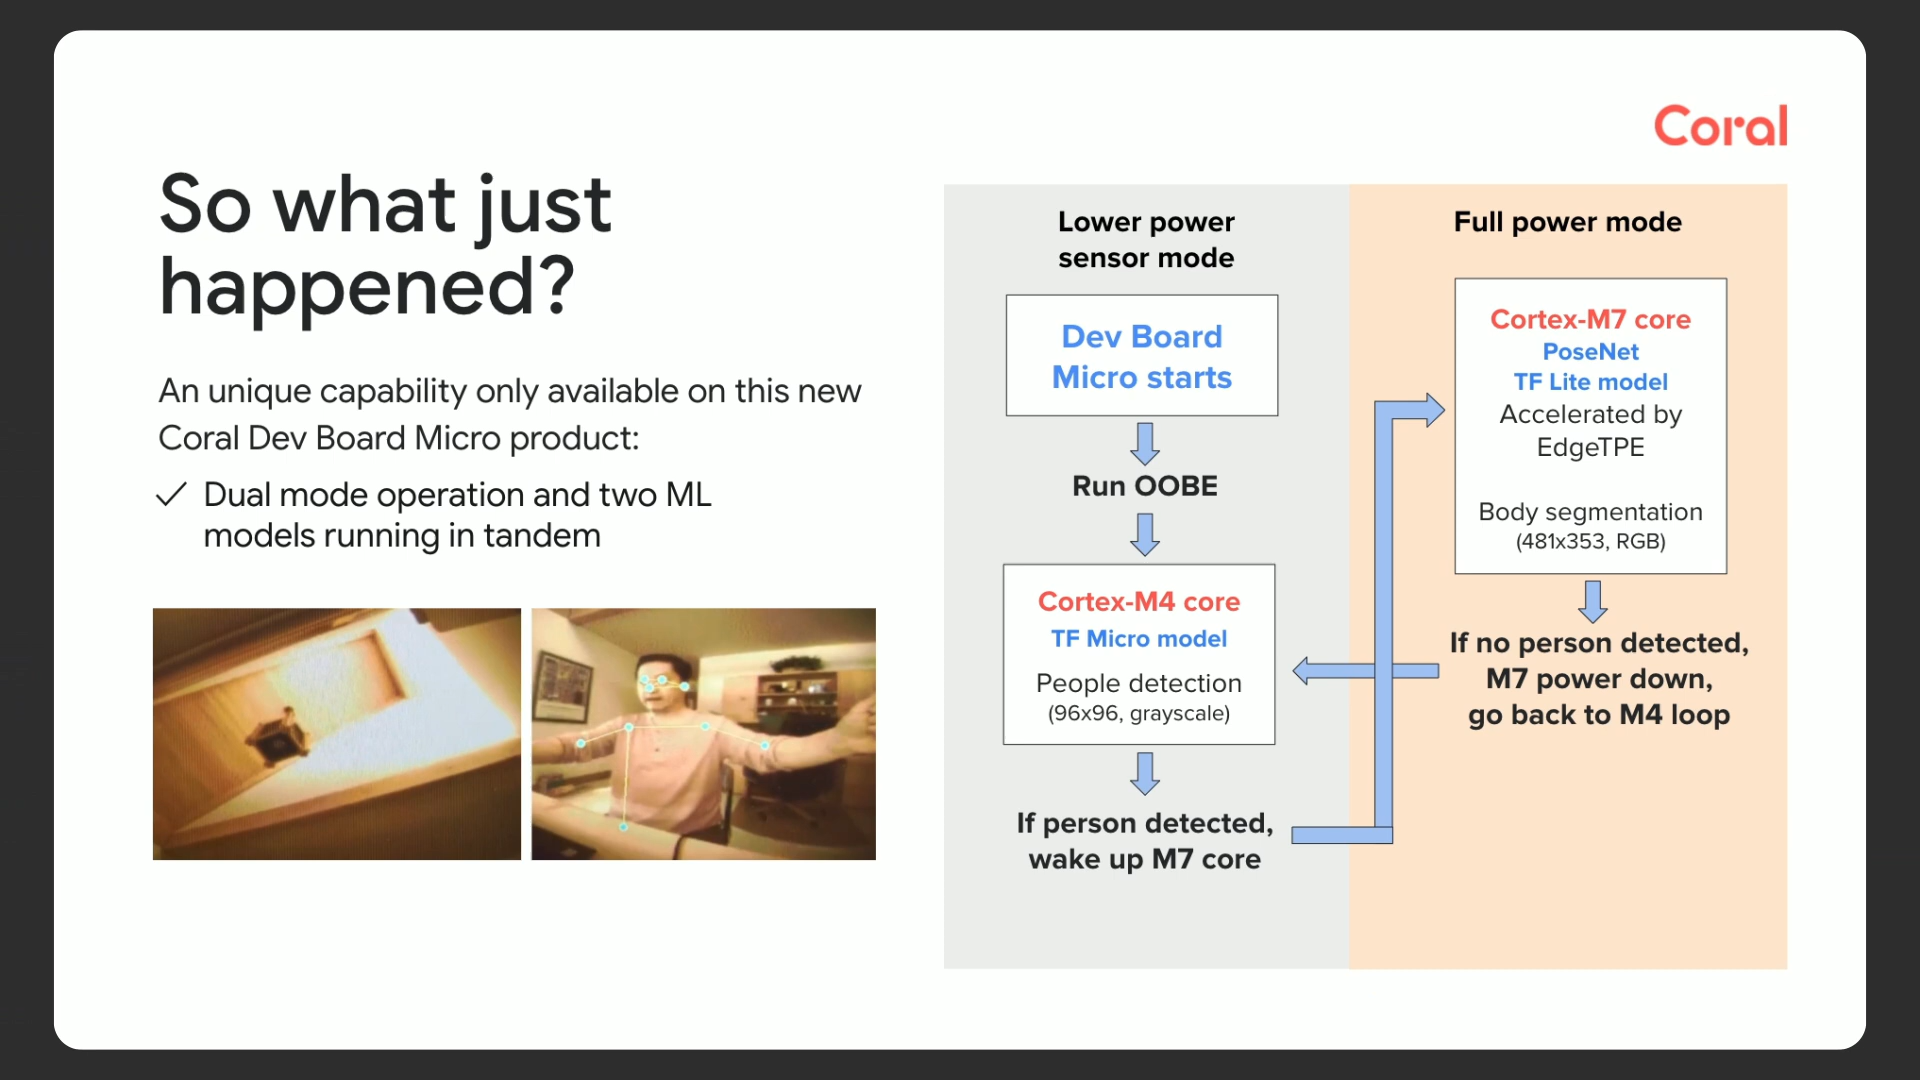 Coral
So what just
happened?
An unique capability only available on this new
Coral Dev Board Micro product:
Dual mode operation and two ML
models running in tandem
Lower power
sensor mode
Dev Board
Micro starts
Run OOBE
Cortex-M4 core
TF Micro model
People detection
(96x96, grayscale)
If person detected,
wake up M7 core
Full power mode
Cortex-M7 core
PoseNet
TF Lite model
Accelerated by
EdgeTPE
Body segmentation
(481x353, RGB)
If no person detected,
M7 power down,
go back to M4 loop